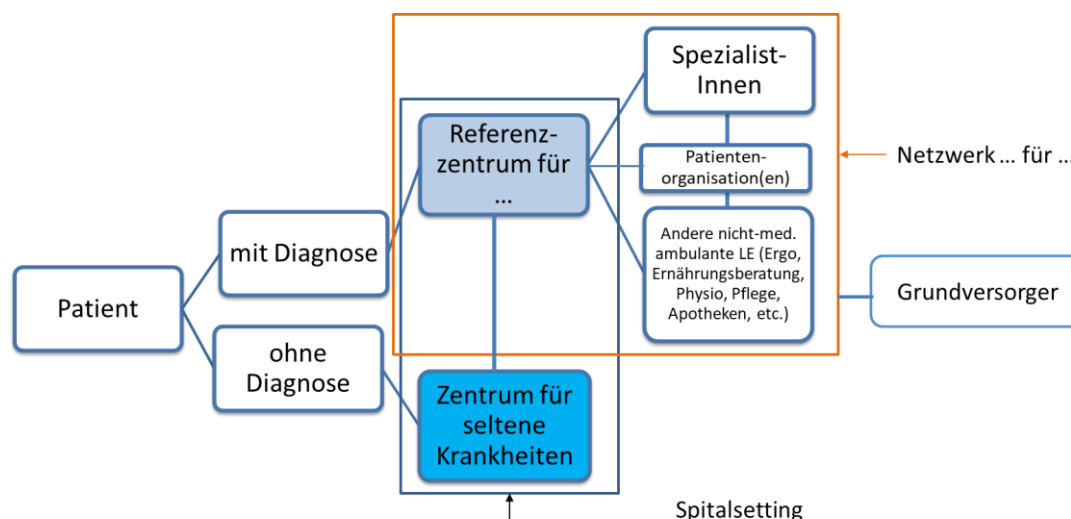 Spezialist-
Innen
Referenz-
zentrum für
...
Patienten-
organisation(en)
Netzwerk ... für ...
mit Diagnose
Andere nicht-med.
ambulante LE (Ergo,
Ernährungsberatung,
Physio, Pflege,
Apotheken, etc.)
Patient
Grundversorger
ohne
Diagnose
Zentrum für
seltene
Krankheiten
Spitalsetting